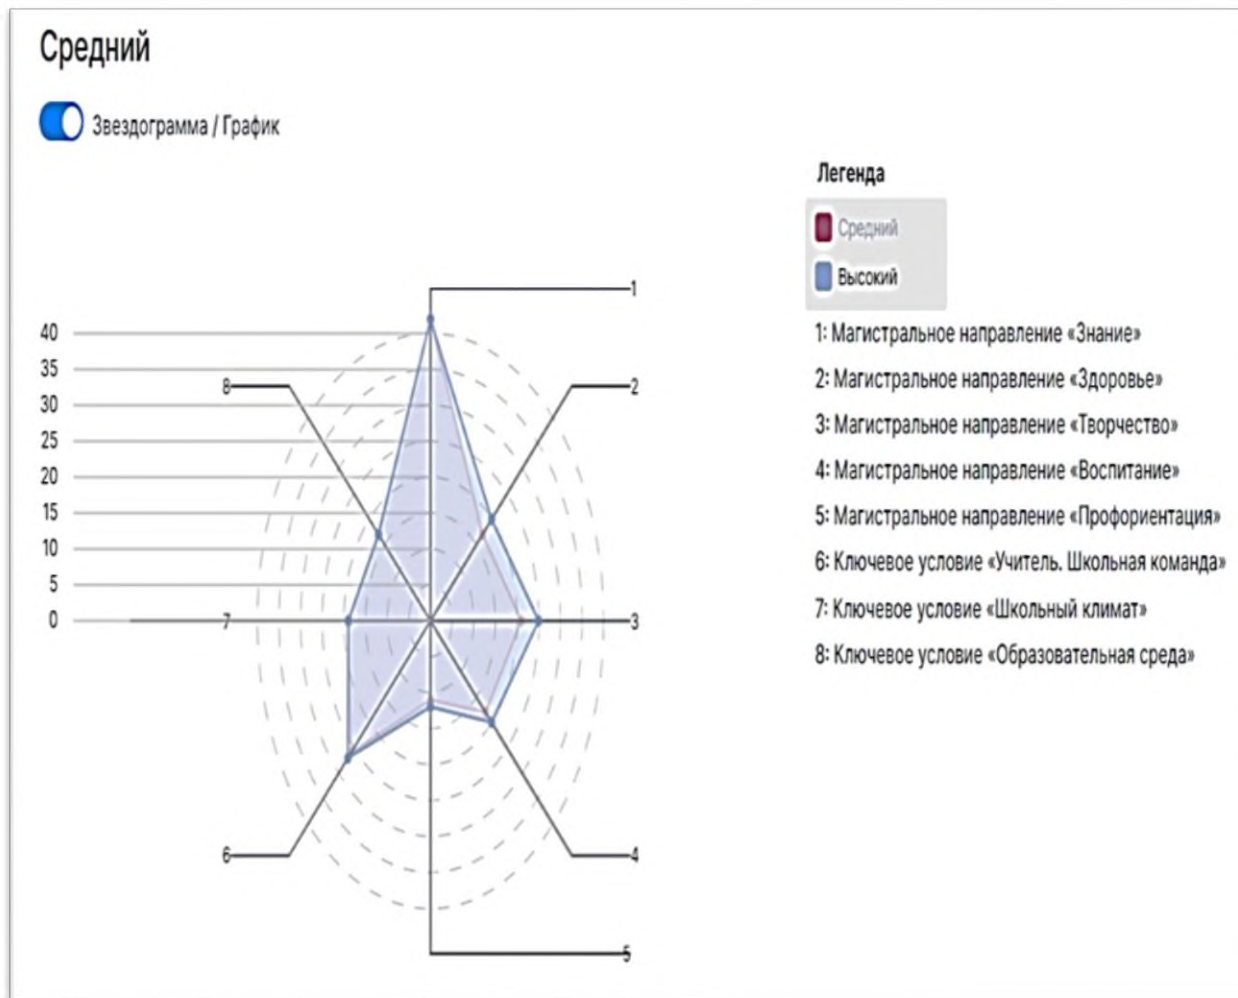 Средний
Звездограмма / График
Легенда
Средний
Высокий
1: Магистральное направление «Знание»
2: Магистральное направление «Здоровье»
3: Магистральное направление «Творчество»
4: Магистральное направление «Воспитание»
5: Магистральное направление «Профориентация»
6: Ключевое условие «Учитель. Школьная команда»
7: Ключевое условие «Школьный климат»
8: Ключевое условие «Образовательная среда»
1
40
35
8
2
30
25
20
15
10
5
0
7
3
6
4
5